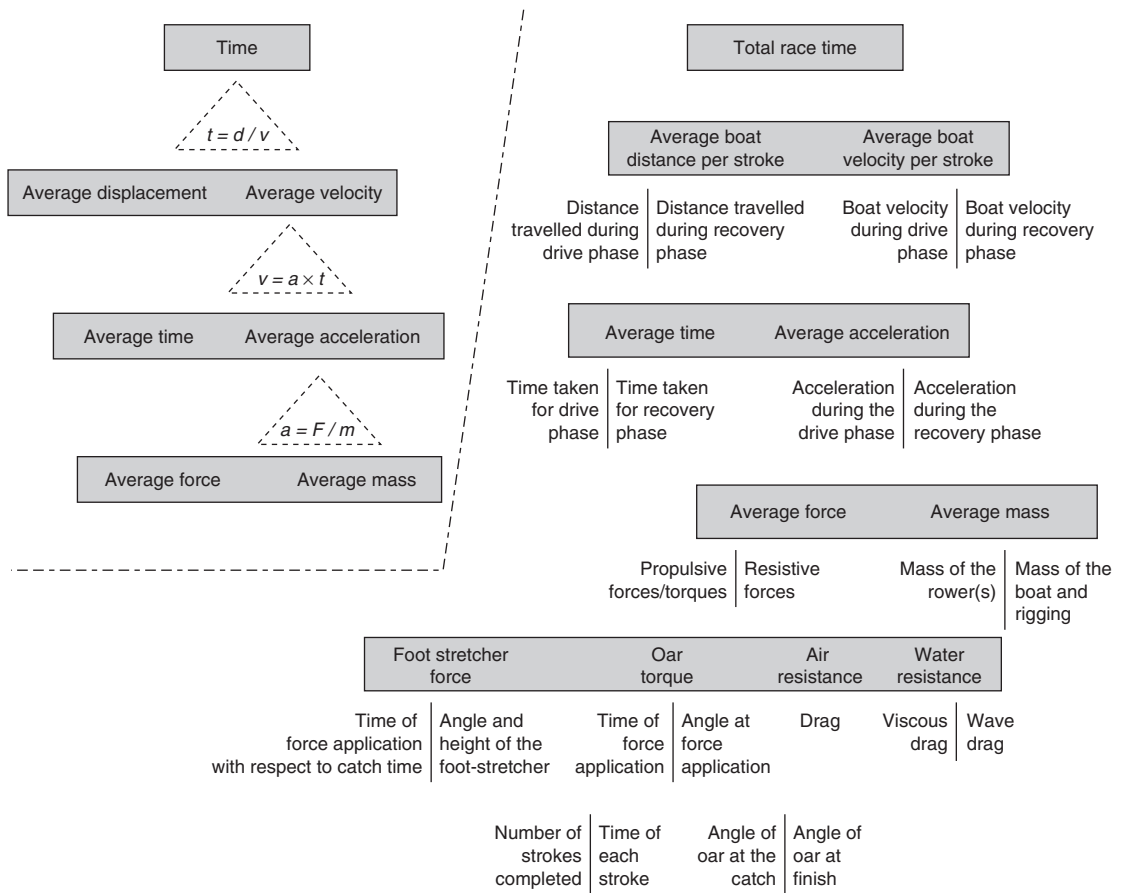 Time
t = d / v
Average displacement
Average velocity
v = a × t
Average time
Average acceleration
a = F / m
Average force
Average mass
Total race time
Average boat
distance per stroke
Average boat
velocity per stroke
Distance
travelled during
drive phase
Distance travelled
during recovery
phase
Boat velocity
during drive
phase
Boat velocity
during recovery
phase
Average time
Average acceleration
Time taken
for drive
phase
Time taken
for recovery
phase
Acceleration
during the
drive phase
Acceleration
during the
recovery phase
Average force
Average mass
Propulsive
forces/torques
Resistive
forces
Mass of the
rower(s)
Mass of the
boat and
rigging
Foot stretcher
force
Oar
torque
Air
resistance
Water
resistance
Time of
force application
with respect to catch time
Angle and
height of the
foot-stretcher
Time of
force
application
Angle at
force
application
Drag
Viscous
drag
Wave
drag
Number of
strokes
completed
Time of
each
stroke
Angle of
oar at the
catch
Angle of
oar at
finish